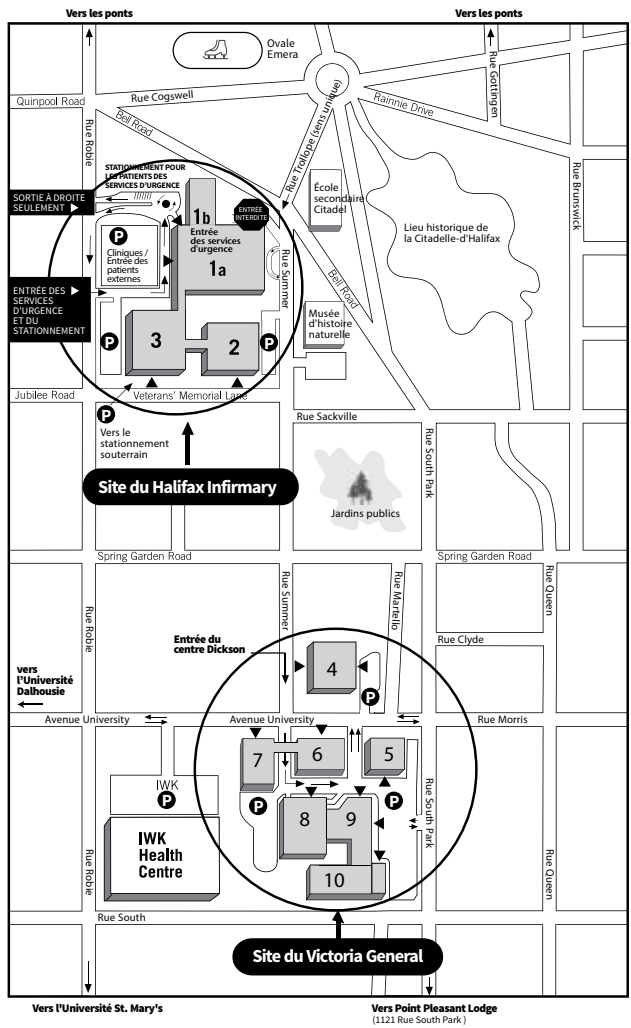 Vers les ponts
Vers les ponts
Ovale
Emera
Rue Cogswell
Quinpool Road
Bell Road
Rue Robie
Rue Trollope (sens unique)
Rue Gottingen
Rainnie Drive
Rue Brunswick
STATIONNEMENT POUR
LES PATIENTS DES
SERVICES D'URGENCE
SORTIE À DROITE
SEULEMENT
1b
ENTRÉE
INTERDITE
École
secondaire
Citadel
Lieu historique de
la Citadelle-d'Halifax
P
Cliniques /
Entrée des
patients
externes
Entrée
des services
d'urgence
1a
Rue Summer
Bell Road
ENTRÉE DES
SERVICES
D'URGENCE
ET DU
STATIONNEMENT
Musée
d'histoire
naturelle
P
3
2
P
Jubilee Road
Veterans' Memorial Lane
P
Vers le
stationnement
souterrain
Rue Sackville
Rue South Park
Site du Halifax Infirmary
Jardins publics
Spring Garden Road
Spring Garden Road
Rue Robie
Rue Summer
Rue Martello
Rue Queen
Rue Clyde
Entrée du
centre Dickson
4
P
vers
l'Université
Dalhousie
Avenue University
Avenue University
Rue Morris
7
6
5
IWK
P
P
P
Rue South Park
8
9
IWK
Health
Centre
10
Rue Robie
Rue Queen
Rue South
Site du Victoria General
Vers l'Université St. Mary's
Vers Point Pleasant Lodge
(1121 Rue South Park )